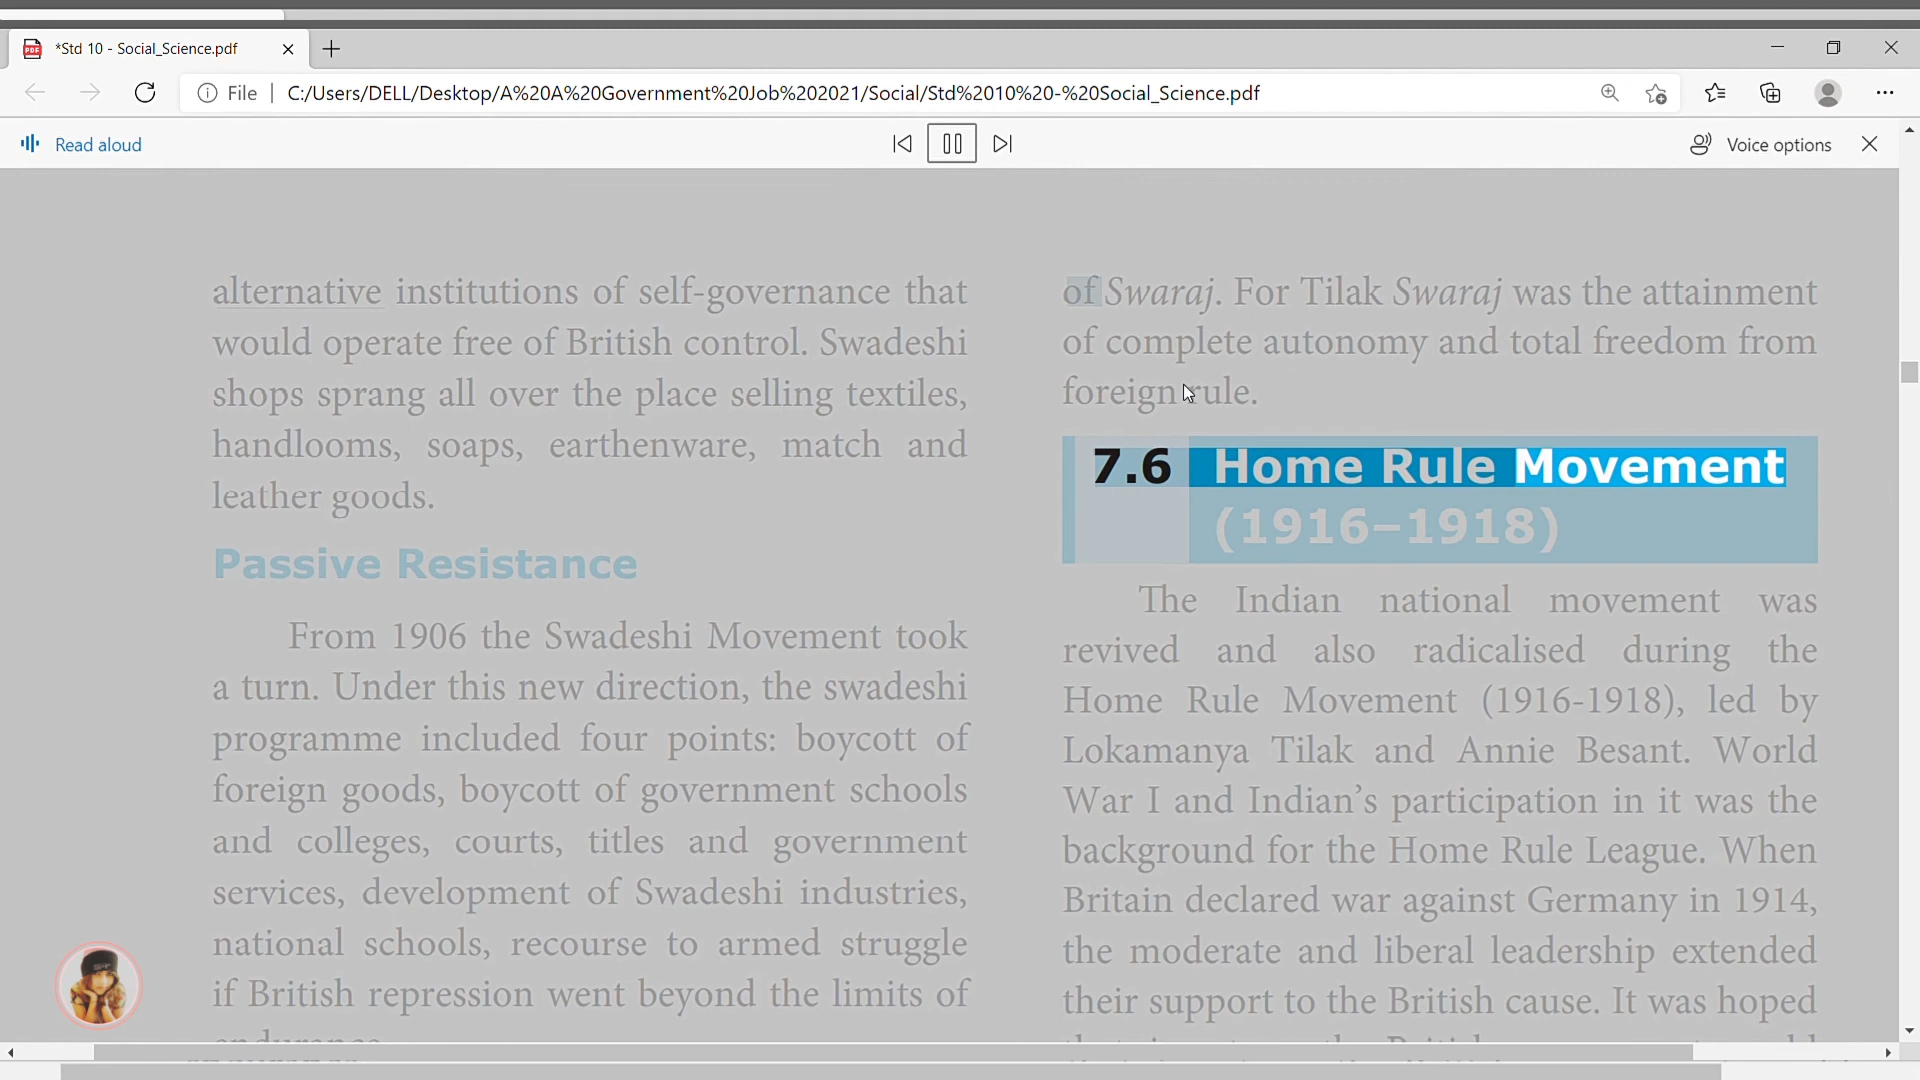 *Std 10 - Social_Science.pdf
File
C:/Users/DELL/Desktop/A%20A%20Government%20Job%202021/Social/Std%2010%20-%20Social_Science.pdf
Read aloud
Voice options
alternative institutions of self-governance that
would operate free of British control. Swadeshi
shops sprang all over the place selling textiles,
handlooms, soaps, earthenware, match and
leather goods.
Passive Resistance
From 1906 the Swadeshi Movement took
a turn. Under this new direction, the swadeshi
programme included four points: boycott of
foreign goods, boycott of government schools
and colleges, courts, titles and government
services, development of Swadeshi industries,
national schools, recourse to armed struggle
if British repression went beyond the limits of
endurance.
of Swaraj. For Tilak Swaraj was the attainment
of complete autonomy and total freedom from
foreign rule.
7.6 Home Rule Movement
(1916–1918)
The Indian national movement was
revived and also radicalised during the
Home Rule Movement (1916-1918), led by
Lokamanya Tilak and Annie Besant. World
War I and Indian's participation in it was the
background for the Home Rule League. When
Britain declared war against Germany in 1914,
the moderate and liberal leadership extended
their support to the British cause. It was hoped